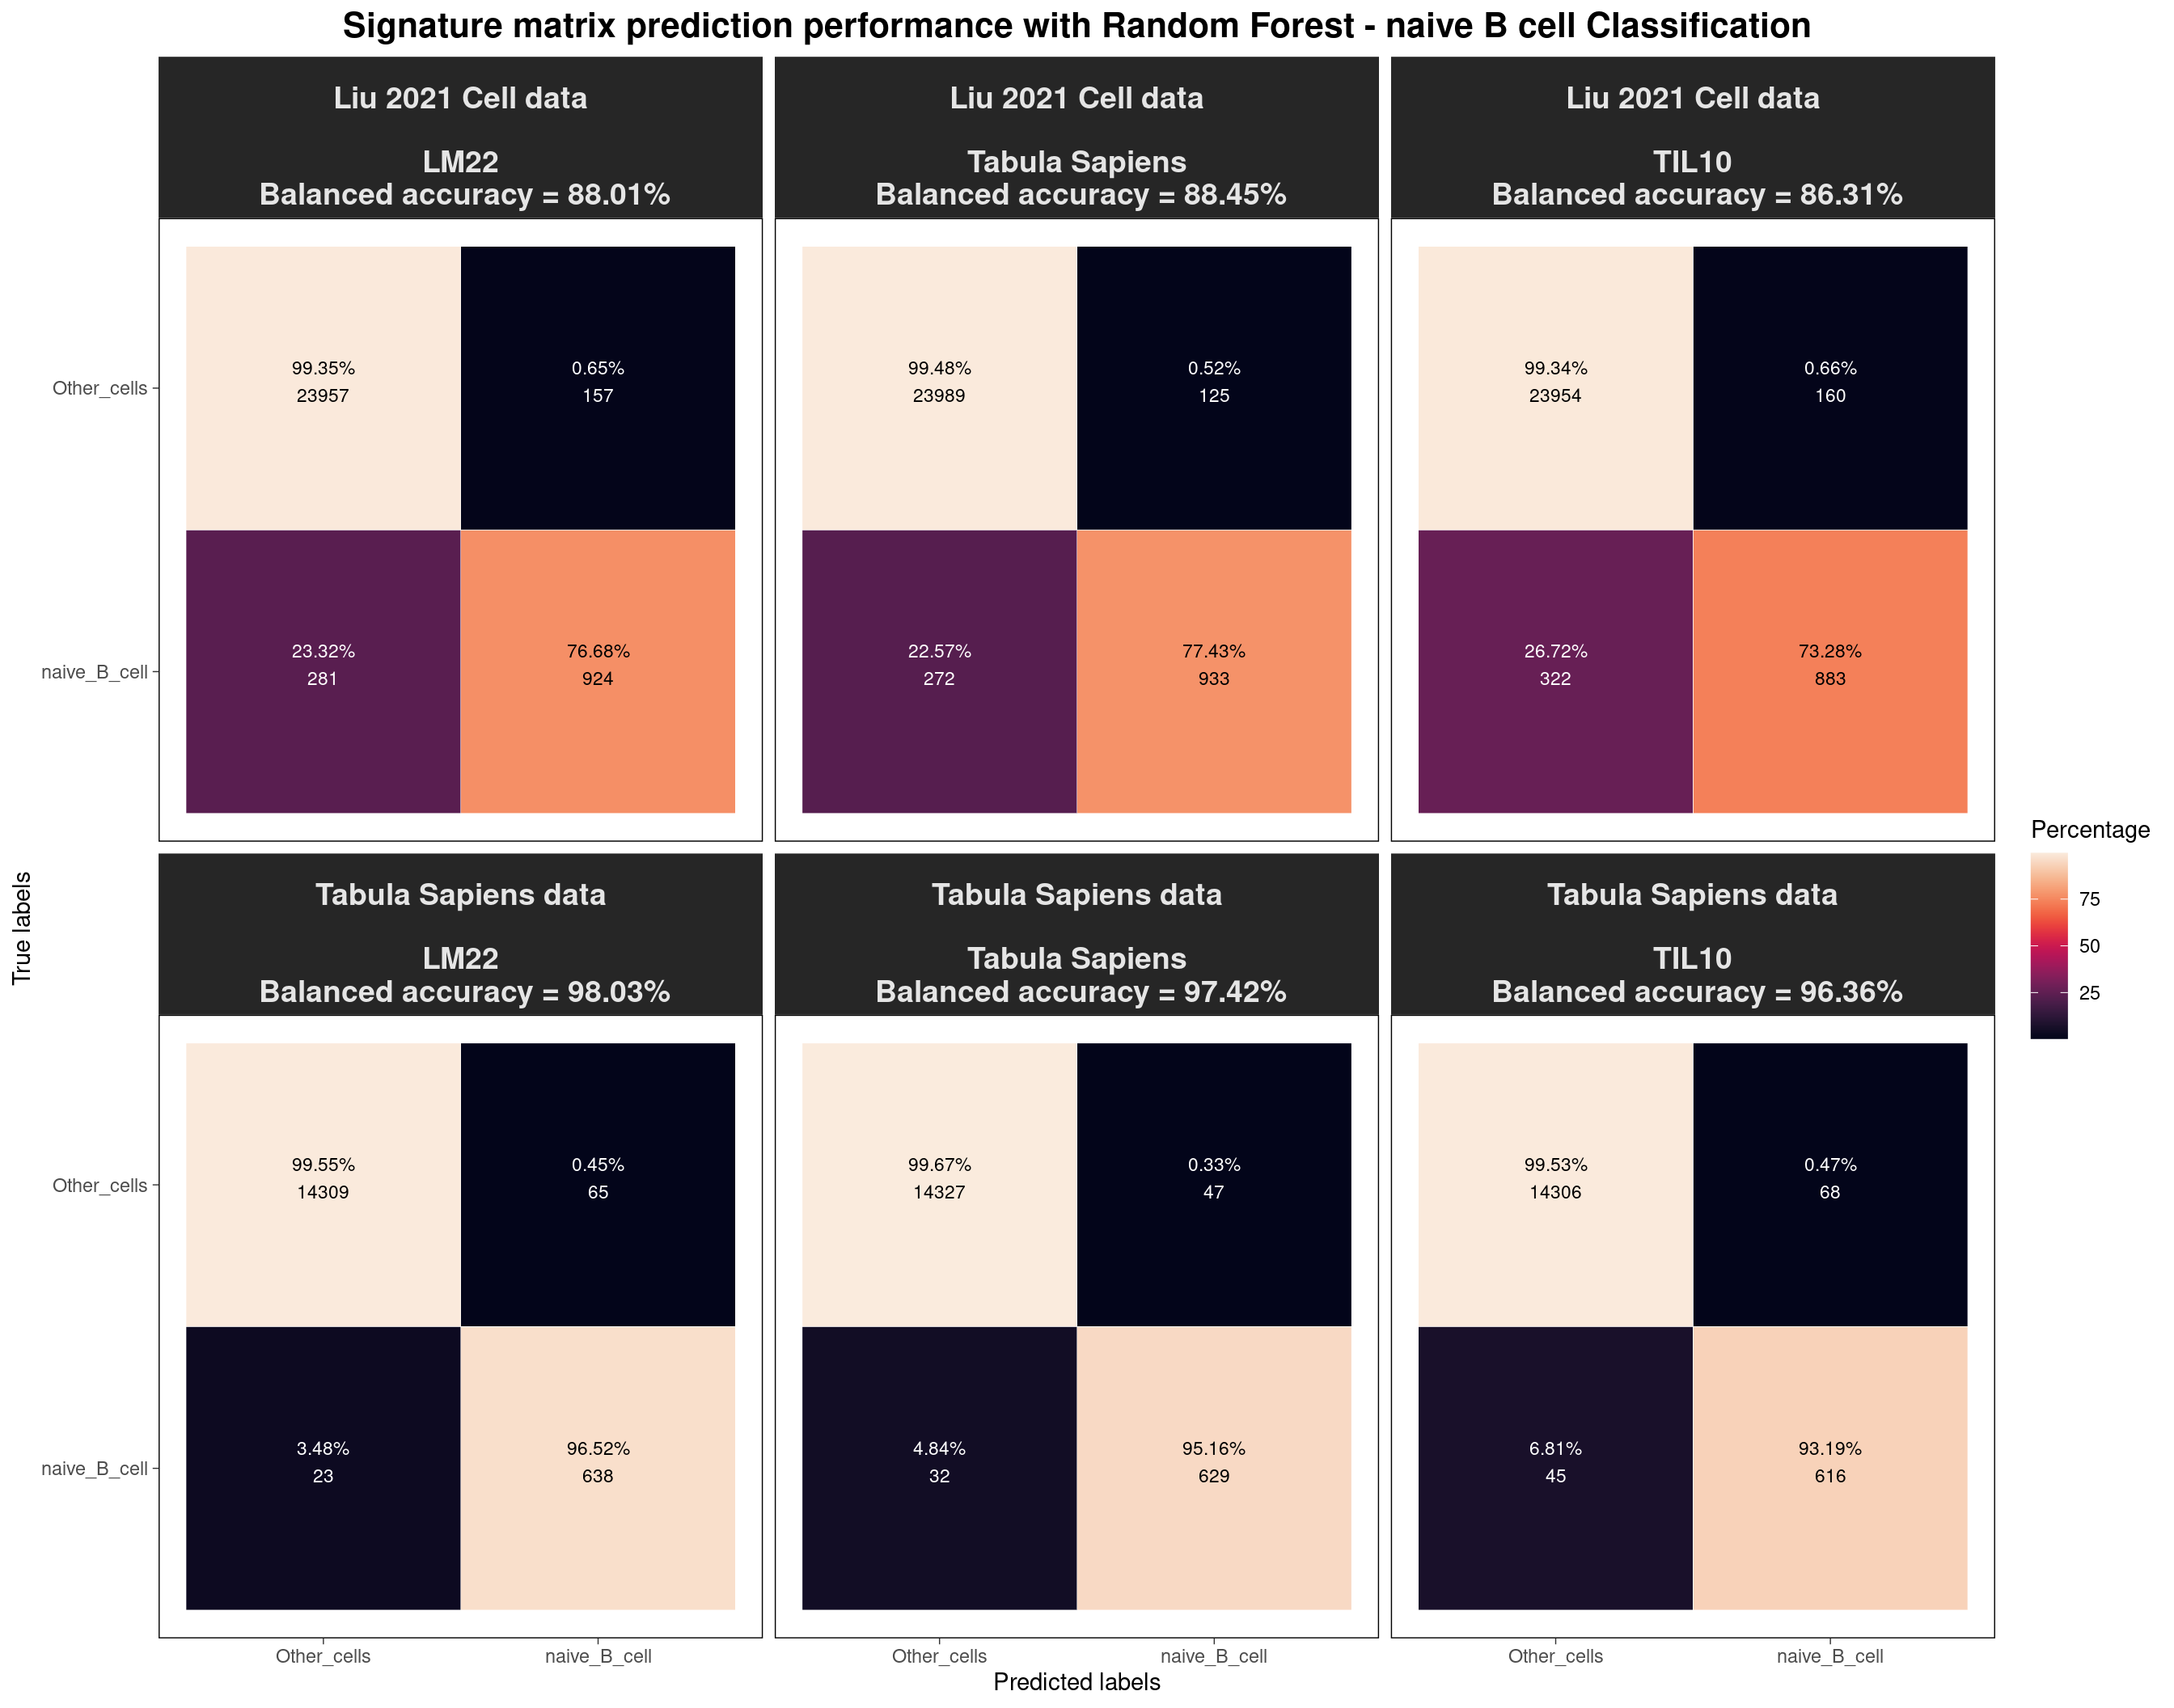 Signature matrix prediction performance with Random Forest - naive B cell Classification
Liu 2021 Cell data
LM22
Balanced accuracy = 88.01%
Liu 2021 Cell data
Tabula Sapiens
Balanced accuracy = 88.45%
Liu 2021 Cell data
TIL10
Balanced accuracy = 86.31%
Other_cells
99.35%
23957
0.65%
157
99.48%
23989
0.52%
125
99.34%
23954
0.66%
160
naive_B_cell
23.32%
281
76.68%
924
22.57%
272
77.43%
933
26.72%
322
73.28%
883
Tabula Sapiens data
LM22
Balanced accuracy = 98.03%
Tabula Sapiens data
Tabula Sapiens
Balanced accuracy = 97.42%
Tabula Sapiens data
TIL10
Balanced accuracy = 96.36%
Other_cells
99.55%
14309
0.45%
65
99.67%
14327
0.33%
47
99.53%
14306
0.47%
68
naive_B_cell
3.48%
23
96.52%
638
4.84%
32
95.16%
629
6.81%
45
93.19%
616
Other_cells
naive_B_cell
Other_cells
naive_B_cell
Other_cells
naive_B_cell
Predicted labels
True labels
Percentage
75
50
25